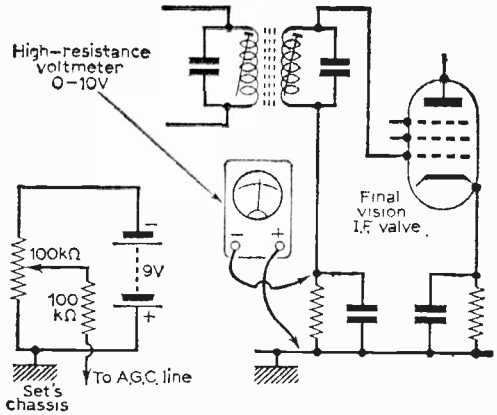 High-resistance
voltmeter
0-10V
Final
vision
I.F. valve.
- +
100kΩ
-
9V
+
100
kΩ
To A.G.C. line
Set's
chassis